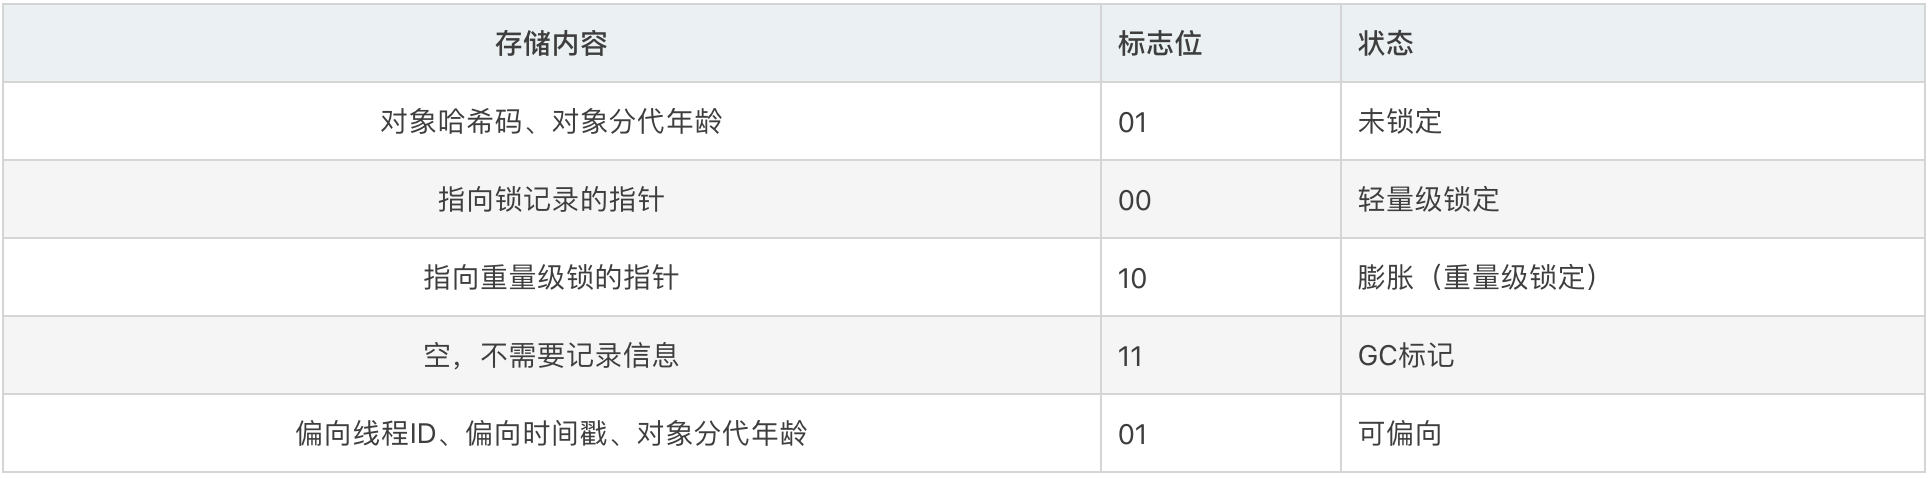 存储内容 标志位 状态
对象哈希码、对象分代年龄 01 未锁定
指向锁记录的指针 00 轻量级锁定
指向重量级锁的指针 10 膨胀（重量级锁定）
空，不需要记录信息 11 GC标记
偏向线程ID、偏向时间戳、对象分代年龄 01 可偏向